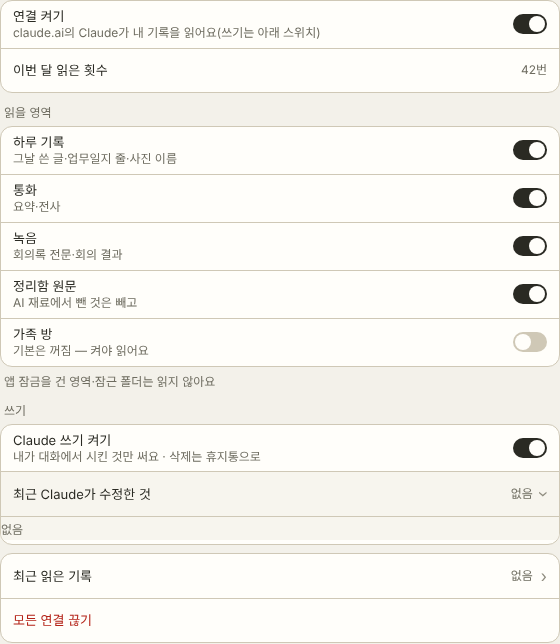 연결 켜기
claude.ai의 Claude가 내 기록을 읽어요(쓰기는 아래 스위치)
이번 달 읽은 횟수
42번
읽을 영역
하루 기록
그날 쓴 글·업무일지 줄·사진 이름
통화
요약·전사
녹음
회의록 전문·회의 결과
정리함 원문
AI 재료에서 뺀 것은 빼고
가족 방
기본은 꺼짐 — 켜야 읽어요
앱 잠금을 건 영역·잠근 폴더는 읽지 않아요
쓰기
Claude 쓰기 켜기
내가 대화에서 시킨 것만 써요 · 삭제는 휴지통으로
최근 Claude가 수정한 것
없음
없음
최근 읽은 기록
없음
모든 연결 끊기